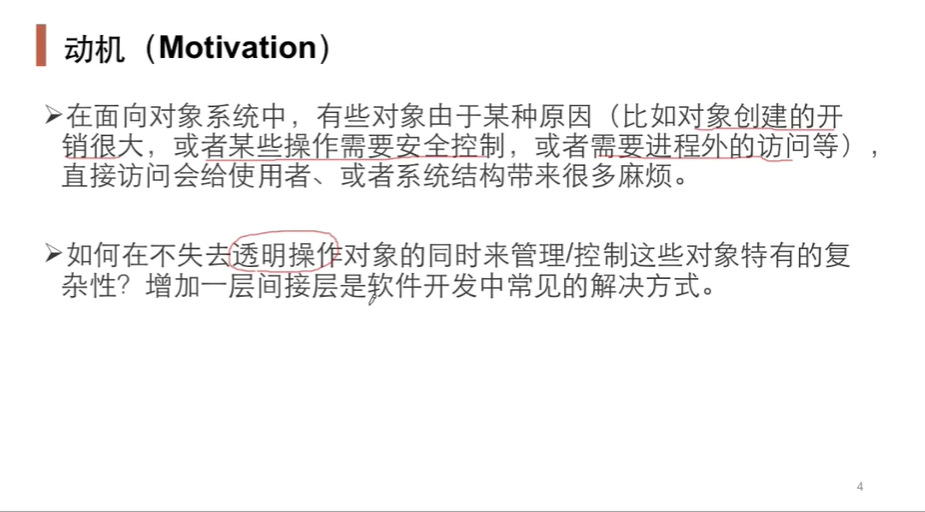 动机（Motivation）
➢在面向对象系统中，有些对象由于某种原因（比如对象创建的开
销很大，或者某些操作需要安全控制，或者需要进程外的访问等），
直接访问会给使用者、或者系统结构带来很多麻烦。
➢如何在不失去透明操作对象的同时来管理/控制这些对象特有的复
杂性？增加一层间接层是软件开发中常见的解决方式。
4